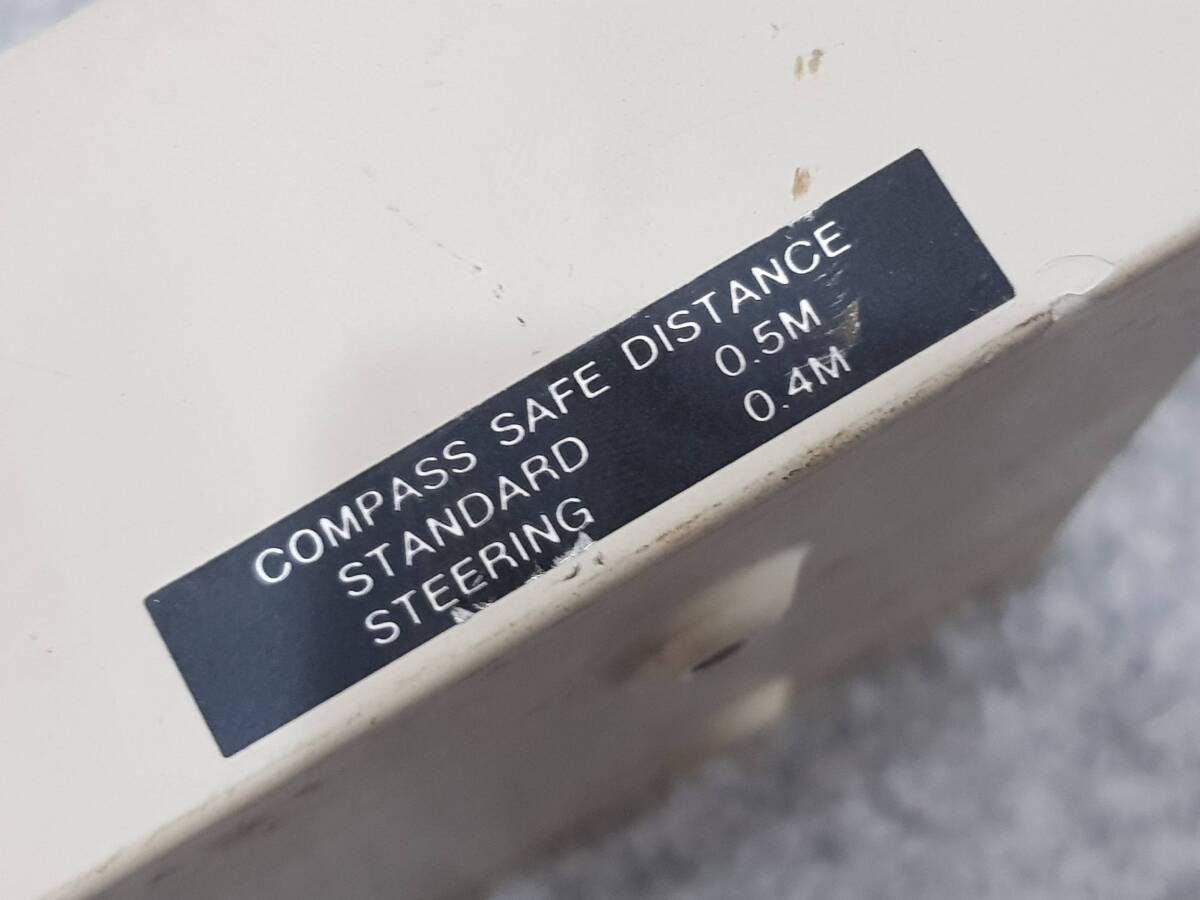 COMPASS SAFE DISTANCE
STANDARD 0.5M
STEERING 0.4M